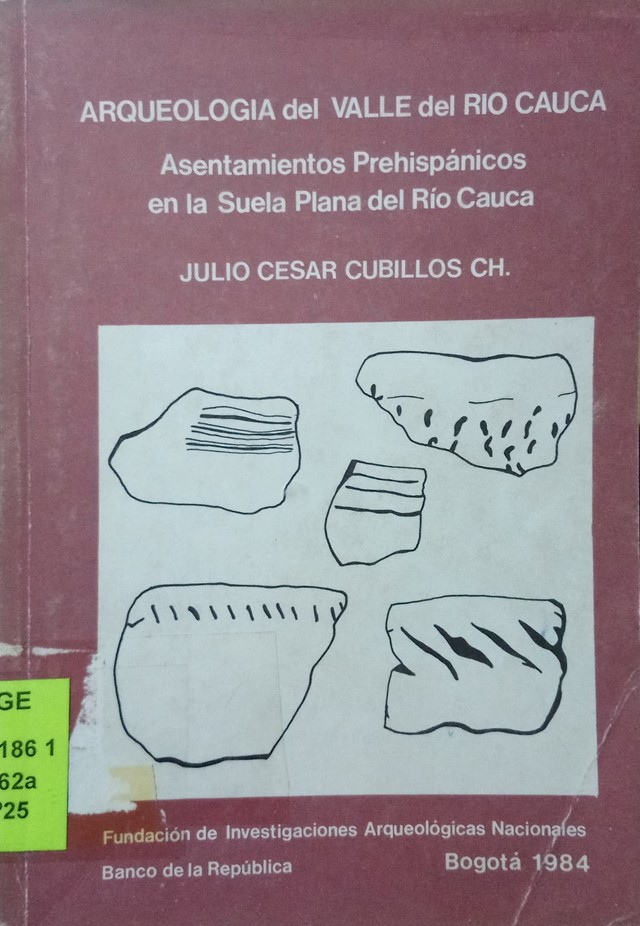 ARQUEOLOGIA del VALLE del RIO CAUCA
Asentamientos Prehispánicos
en la Suela Plana del Río Cauca
JULIO CESAR CUBILLOS CH.
GE
186 1
62a
25
Fundación de Investigaciones Arqueológicas Nacionales
Banco de la República
Bogotá 1984